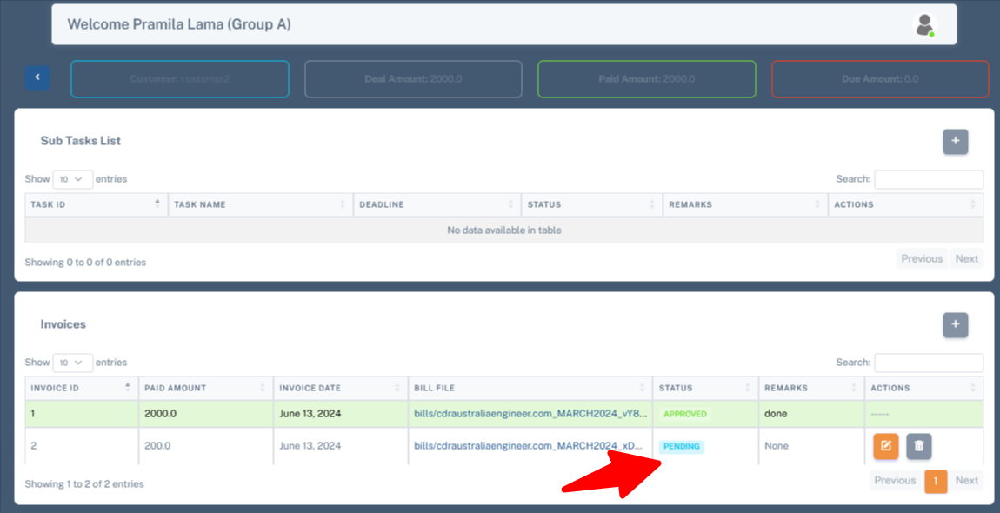 Welcome Pramila Lama (Group A)
Customer: customer2
Deal Amount: 2000.0
Paid Amount: 2000.0
Due Amount: 0.0
Sub Tasks List
+
Show 10 entries
Search:
TASK ID TASK NAME DEADLINE STATUS REMARKS ACTIONS
No data available in table
Showing 0 to 0 of 0 entries
Previous Next
Invoices
+
Show 10 entries
Search:
INVOICE ID PAID AMOUNT INVOICE DATE BILL FILE STATUS REMARKS ACTIONS
1 2000.0 June 13, 2024 bills/cdraustraliaengineer.com_MARCH2024_vY8... APPROVED done -----
2 200.0 June 13, 2024 bills/cdraustraliaengineer.com_MARCH2024_xD... PENDING None
Showing 1 to 2 of 2 entries
Previous 1 Next